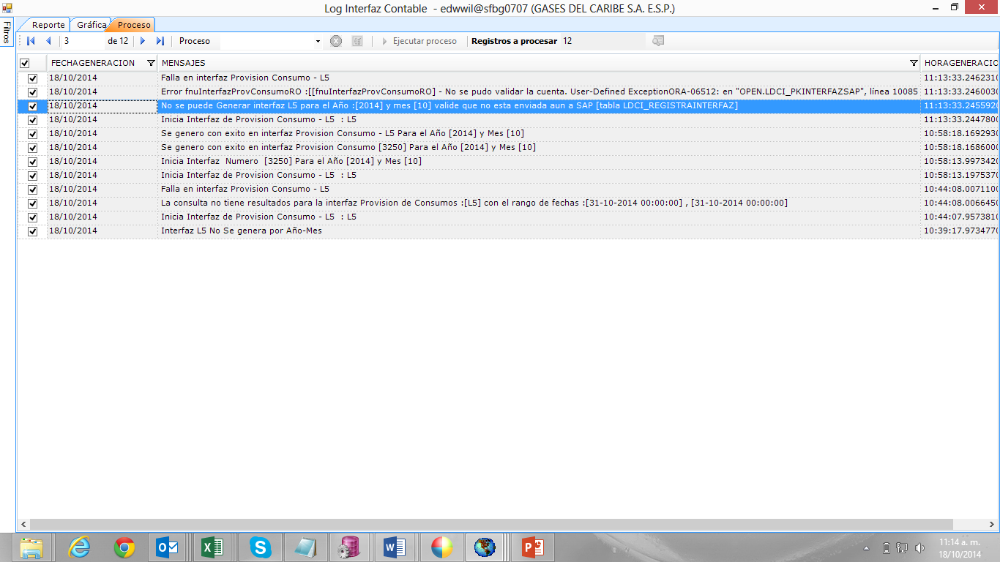 Log Interfaz Contable - edwwil@sfbg0707 (GASES DEL CARIBE S.A. E.S.P.)
Filtros
Reporte Gráfica Proceso
3 de 12 Proceso Ejecutar proceso Registros a procesar 12
FECHAGENERACION MENSAJES HORAGENERACIO
18/10/2014 Falla en interfaz Provision Consumo - L5 11:13:33.2462310
18/10/2014 Error fnuInterfazProvConsumoRO :[[fnuInterfazProvConsumoRO] - No se pudo validar la cuenta. User-Defined ExceptionORA-06512: en "OPEN.LDCI_PKINTERFAZSAP", línea 10085 11:13:33.2460030
18/10/2014 No se puede Generar interfaz L5 para el Año :[2014] y mes [10] valide que no esta enviada aun a SAP [tabla LDCI_REGISTRAINTERFAZ] 11:13:33.2455920
18/10/2014 Inicia Interfaz de Provision Consumo - L5 : L5 11:13:33.2447800
18/10/2014 Se genero con exito en interfaz Provision Consumo - L5 Para el Año [2014] y Mes [10] 10:58:18.1692930
18/10/2014 Se genero con exito en interfaz Provision Consumo [3250] Para el Año [2014] y Mes [10] 10:58:18.1686000
18/10/2014 Inicia Interfaz Numero [3250] Para el Año [2014] y Mes [10] 10:58:13.9973420
18/10/2014 Inicia Interfaz de Provision Consumo - L5 : L5 10:58:13.1975370
18/10/2014 Falla en interfaz Provision Consumo - L5 10:44:08.0071100
18/10/2014 La consulta no tiene resultados para la interfaz Provision de Consumos :[L5] con el rango de fechas :[31-10-2014 00:00:00] , [31-10-2014 00:00:00] 10:44:08.0066450
18/10/2014 Inicia Interfaz de Provision Consumo - L5 : L5 10:44:07.9573810
18/10/2014 Interfaz L5 No Se genera por Año-Mes 10:39:17.9734770
11:14 a. m.
18/10/2014